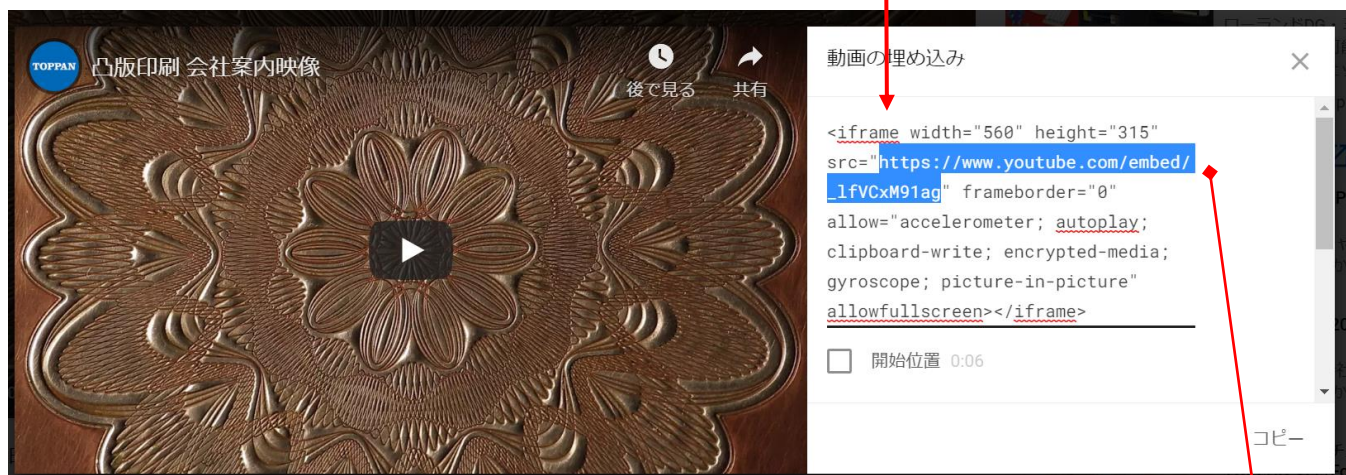 TOPPAN
凸版印刷 会社案内映像
後で見る
共有
動画の埋め込み
<iframe width="560" height="315"
src="https://www.youtube.com/embed/
_lfVCxM91ag" frameborder="0"
allow="accelerometer; autoplay;
clipboard-write; encrypted-media;
gyroscope; picture-in-picture"
allowfullscreen></iframe>
開始位置 0:06
コピー